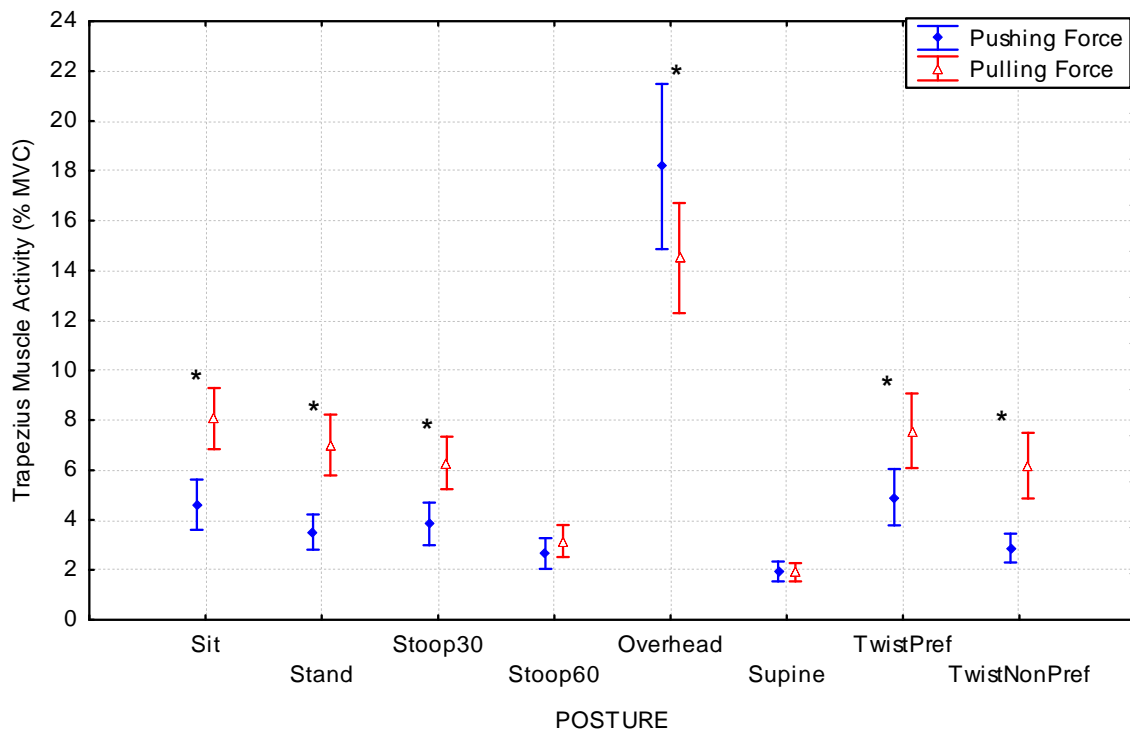 Pushing Force
Pulling Force
Trapezius Muscle Activity (% MVC)
24
22
20
18
16
14
12
10
8
6
4
2
0
*
*
*
*
*
*
Sit
Stand
Stoop30
Stoop60
Overhead
Supine
TwistPref
TwistNonPref
POSTURE